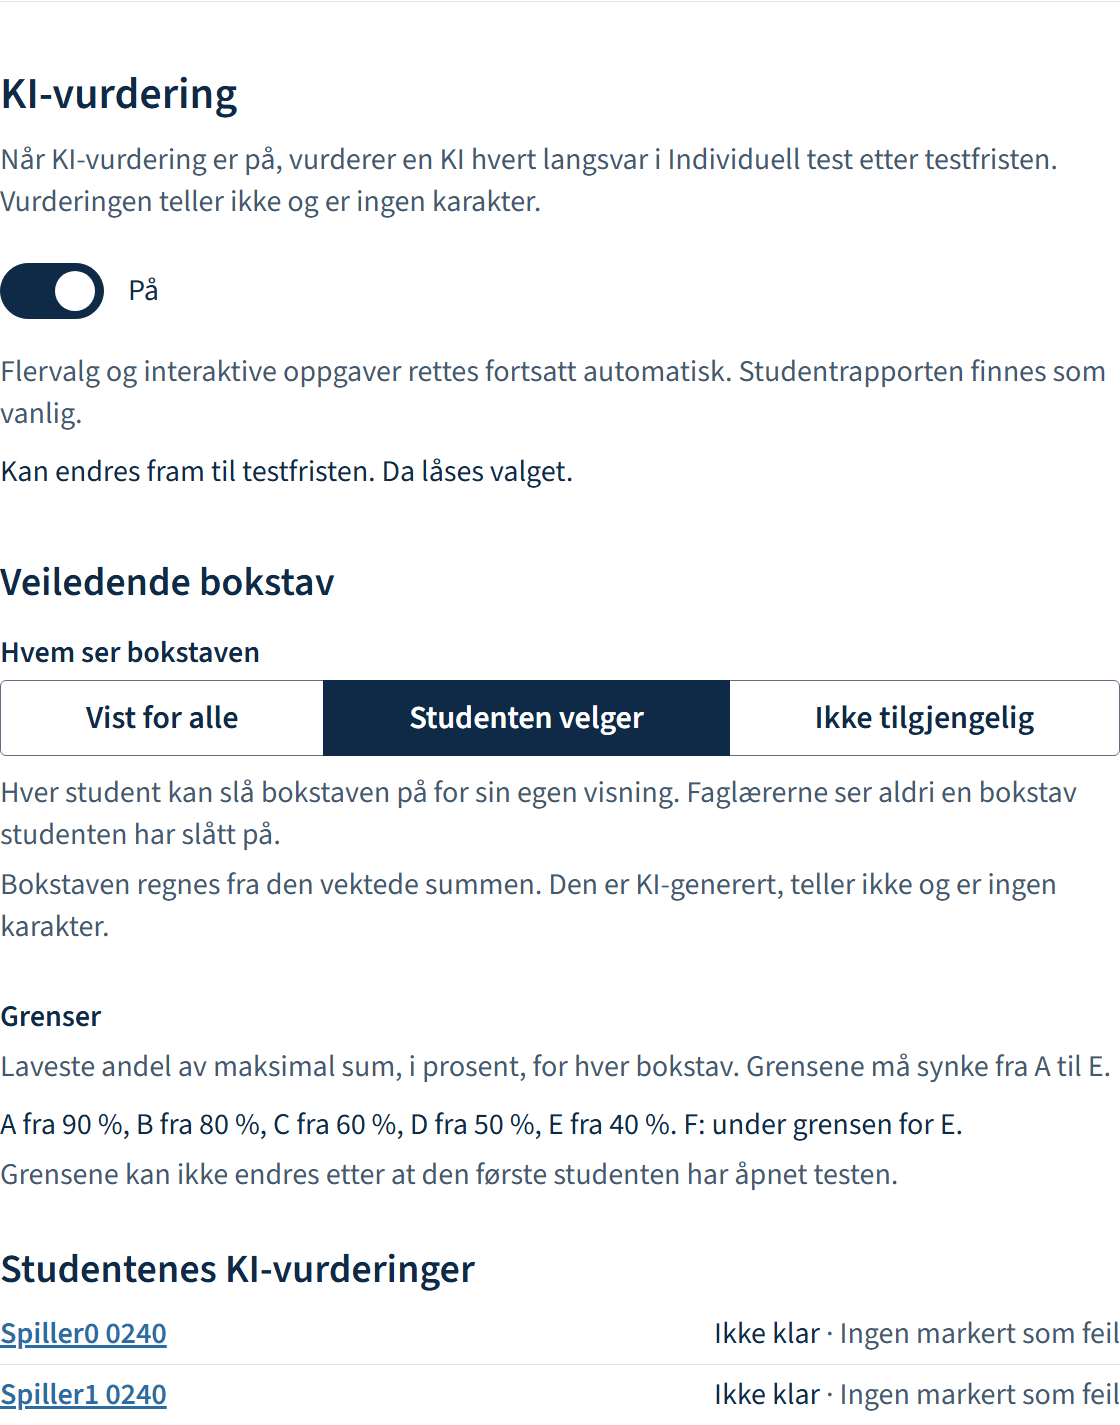 KI-vurdering
Når KI-vurdering er på, vurderer en KI hvert langsvar i Individuell test etter testfristen.
Vurderingen teller ikke og er ingen karakter.
På
Flervalg og interaktive oppgaver rettes fortsatt automatisk. Studentrapporten finnes som
vanlig.
Kan endres fram til testfristen. Da låses valget.
Veiledende bokstav
Hvem ser bokstaven
Vist for alle Studenten velger Ikke tilgjengelig
Hver student kan slå bokstaven på for sin egen visning. Faglærerne ser aldri en bokstav
studenten har slått på.
Bokstaven regnes fra den vektede summen. Den er KI-generert, teller ikke og er ingen
karakter.
Grenser
Laveste andel av maksimal sum, i prosent, for hver bokstav. Grensene må synke fra A til E.
A fra 90 %, B fra 80 %, C fra 60 %, D fra 50 %, E fra 40 %. F: under grensen for E.
Grensene kan ikke endres etter at den første studenten har åpnet testen.
Studentenes KI-vurderinger
Spiller0 0240 Ikke klar · Ingen markert som feil
Spiller1 0240 Ikke klar · Ingen markert som feil